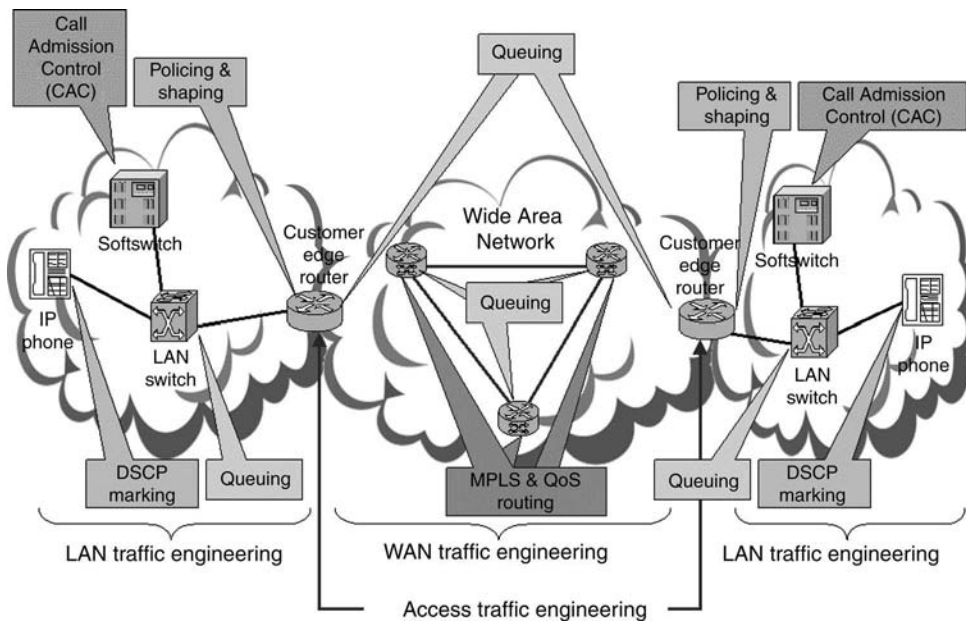 Call
Admission
Control
(CAC)
Policing &
shaping
Queuing
Policing &
shaping
Call Admission
Control (CAC)
Softswitch
Customer
edge
router
Wide Area
Network
Customer
edge
router
Softswitch
IP
phone
LAN
switch
Queuing
LAN
switch
IP
phone
DSCP
marking
Queuing
MPLS & QoS
routing
Queuing
DSCP
marking
LAN traffic engineering
WAN traffic engineering
LAN traffic engineering
Access traffic engineering